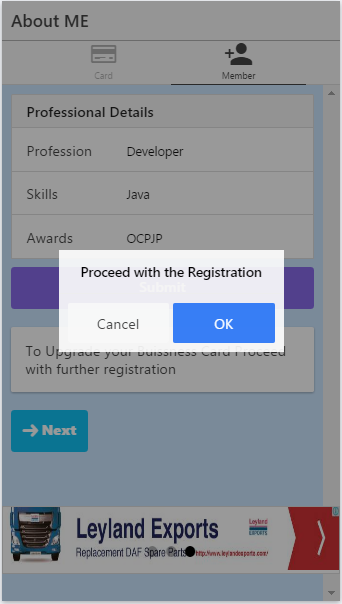 About ME
Card
Member
Professional Details
Profession Developer
Skills Java
Awards OCPJP
Submit
Proceed with the Registration
Cancel OK
To Upgrade your Buissness Card Proceed
with further registration
Next
Leyland Exports
Replacement DAF Spare Parts http://www.leylandexports.com/
Leyland
Exports